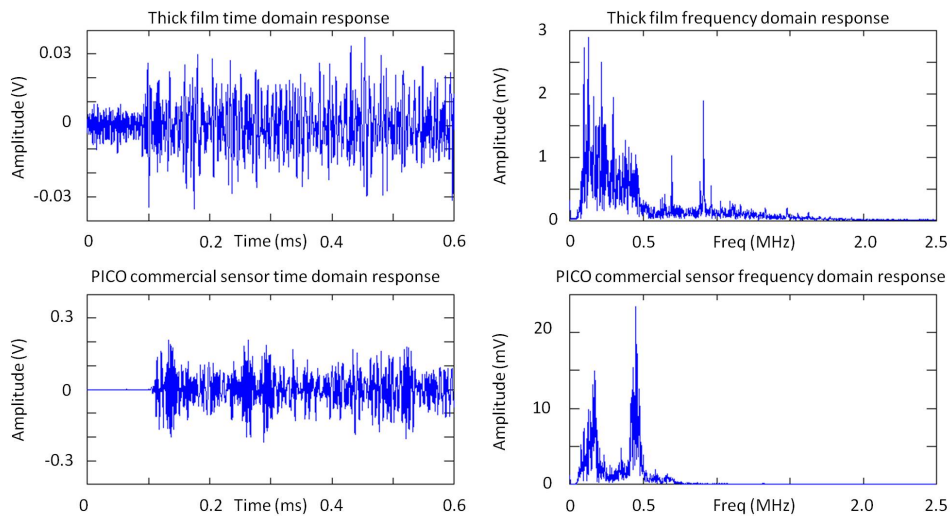 Thick film time domain response
Amplitude (V)
0.03
0
-0.03
0 0.2 Time (ms) 0.4 0.6
Thick film frequency domain response
Amplitude (mV)
3
2
1
0
0 0.5 Freq (MHz) 2.0 2.5
PICO commercial sensor time domain response
Amplitude (V)
0.3
0
-0.3
0 0.2 Time (ms) 0.4 0.6
PICO commercial sensor frequency domain response
Amplitude (mV)
20
10
0
0 0.5 Freq (MHz) 2.0 2.5